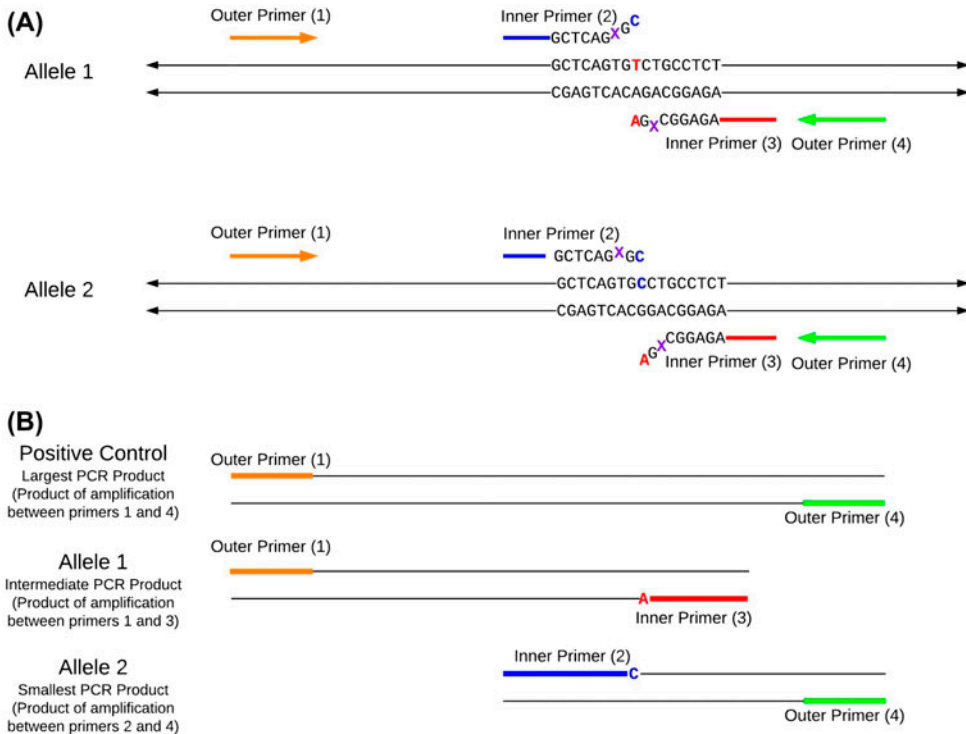 (A)
Outer Primer (1)
Inner Primer (2)
GCTCAGXGC
Allele 1
GCTCAGTGTCTGCCTCT
CGAGTCACAGACGGAGA
AGXCGGAGA
Inner Primer (3)
Outer Primer (4)
Outer Primer (1)
Inner Primer (2)
GCTCAGXGC
Allele 2
GCTCAGTGCCTGCCTCT
CGAGTCACGGACGGAGA
AGXCGGAGA
Inner Primer (3)
Outer Primer (4)
(B)
Positive Control
Largest PCR Product
(Product of amplification
between primers 1 and 4)
Outer Primer (1)
Outer Primer (4)
Allele 1
Intermediate PCR Product
(Product of amplification
between primers 1 and 3)
Outer Primer (1)
A
Inner Primer (3)
Allele 2
Smallest PCR Product
(Product of amplification
between primers 2 and 4)
Inner Primer (2)
C
Outer Primer (4)